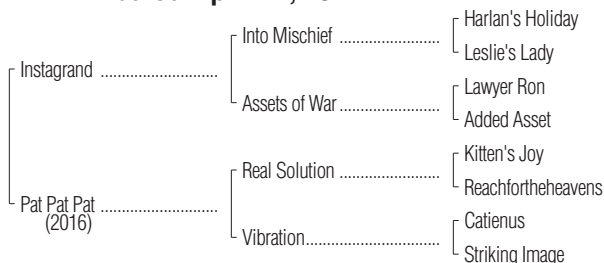 Harlan's Holiday
Into Mischief ....................
Leslie's Lady
Instagrand ........................
Lawyer Ron
Assets of War ....................
Added Asset
Kitten's Joy
Real Solution ....................
Reachfortheheavens
Pat Pat Pat ........................
(2016)
Catienus
Vibration...........................
Striking Image